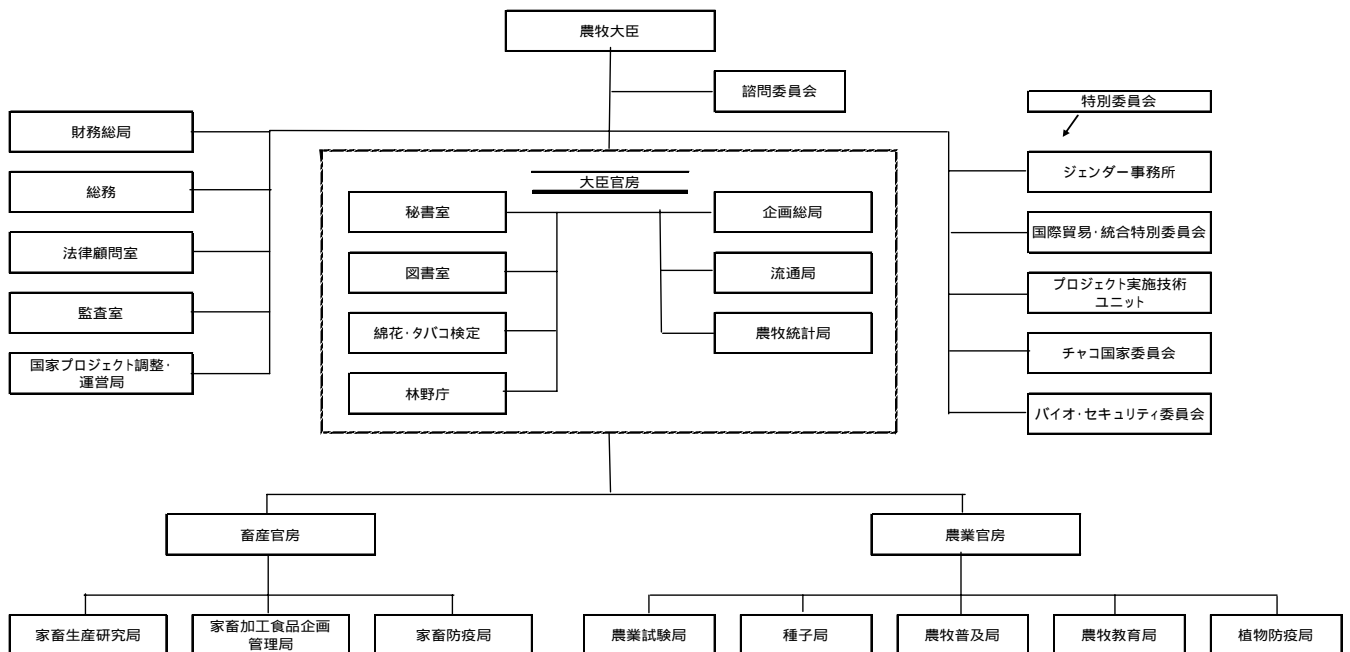 農牧大臣
諮問委員会
特別委員会
財務総局
総務
法律顧問室
監査室
国家プロジェクト調整・
運営局
大臣官房
秘書室
図書室
綿花・タバコ検定
林野庁
企画総局
流通局
農牧統計局
ジェンダー事務所
国際貿易・統合特別委員会
プロジェクト実施技術
ユニット
チャコ国家委員会
バイオ・セキュリティ委員会
畜産官房
農業官房
家畜生産研究局
家畜加工食品企画
管理局
家畜防疫局
農業試験局
種子局
農牧普及局
農牧教育局
植物防疫局